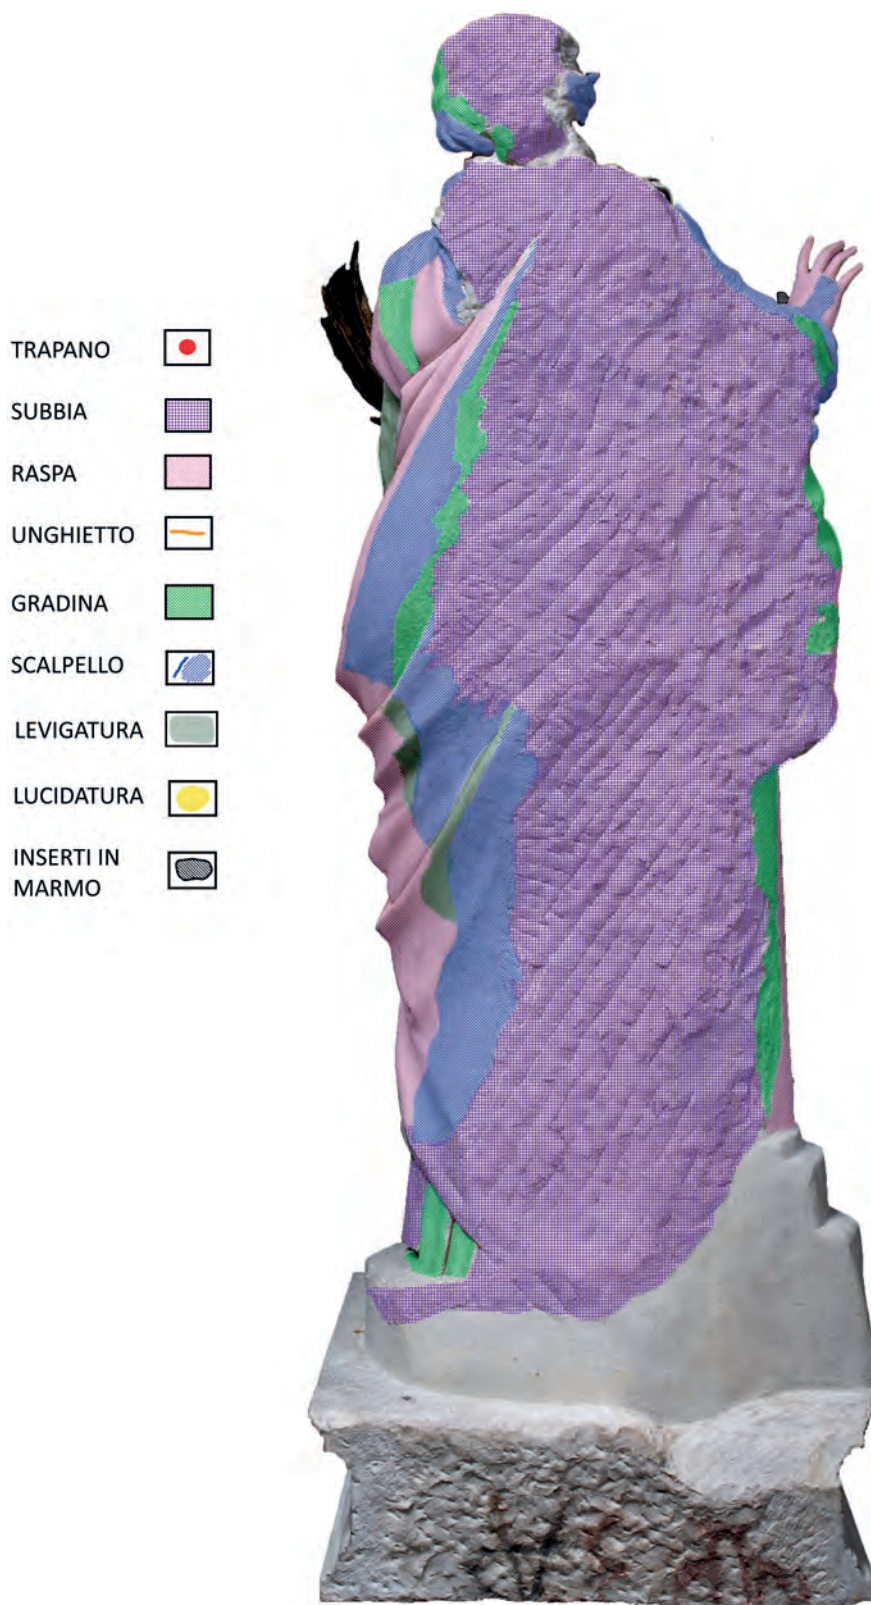 TRAPANO
SUBBIA
RASPA
UNGHIETTO
GRADINA
SCALPELLO
LEVIGATURA
LUCIDATURA
INSERTI IN
MARMO